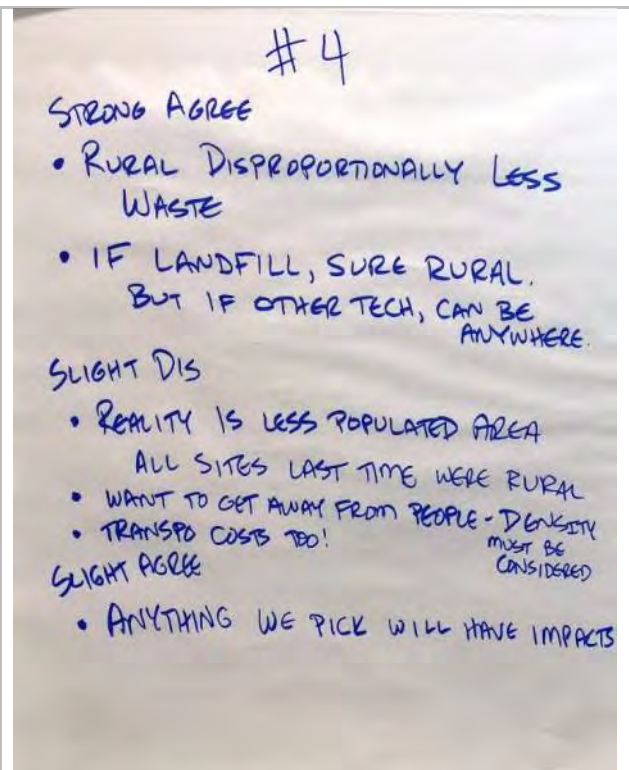 #4
STRONG AGREE
• RURAL DISPROPORTIONALLY LESS
WASTE
• IF LANDFILL, SURE RURAL.
BUT IF OTHER TECH, CAN BE
ANYWHERE.
SLIGHT DIS
• REALITY IS LESS POPULATED AREA
ALL SITES LAST TIME WERE RURAL
• WANT TO GET AWAY FROM PEOPLE - DENSITY
MUST BE
CONSIDERED
• TRANSPO COSTS TOO!
SLIGHT AGREE
• ANYTHING WE PICK WILL HAVE IMPACTS